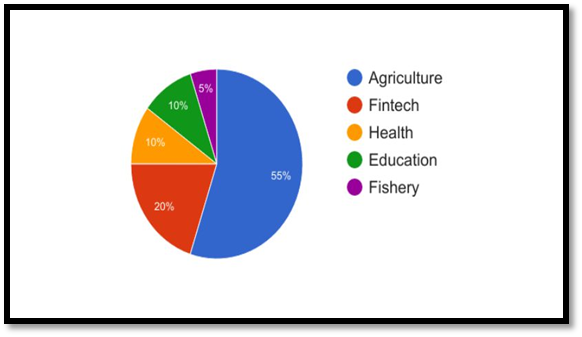 5%
10%
10%
55%
20%
Agriculture
Fintech
Health
Education
Fishery